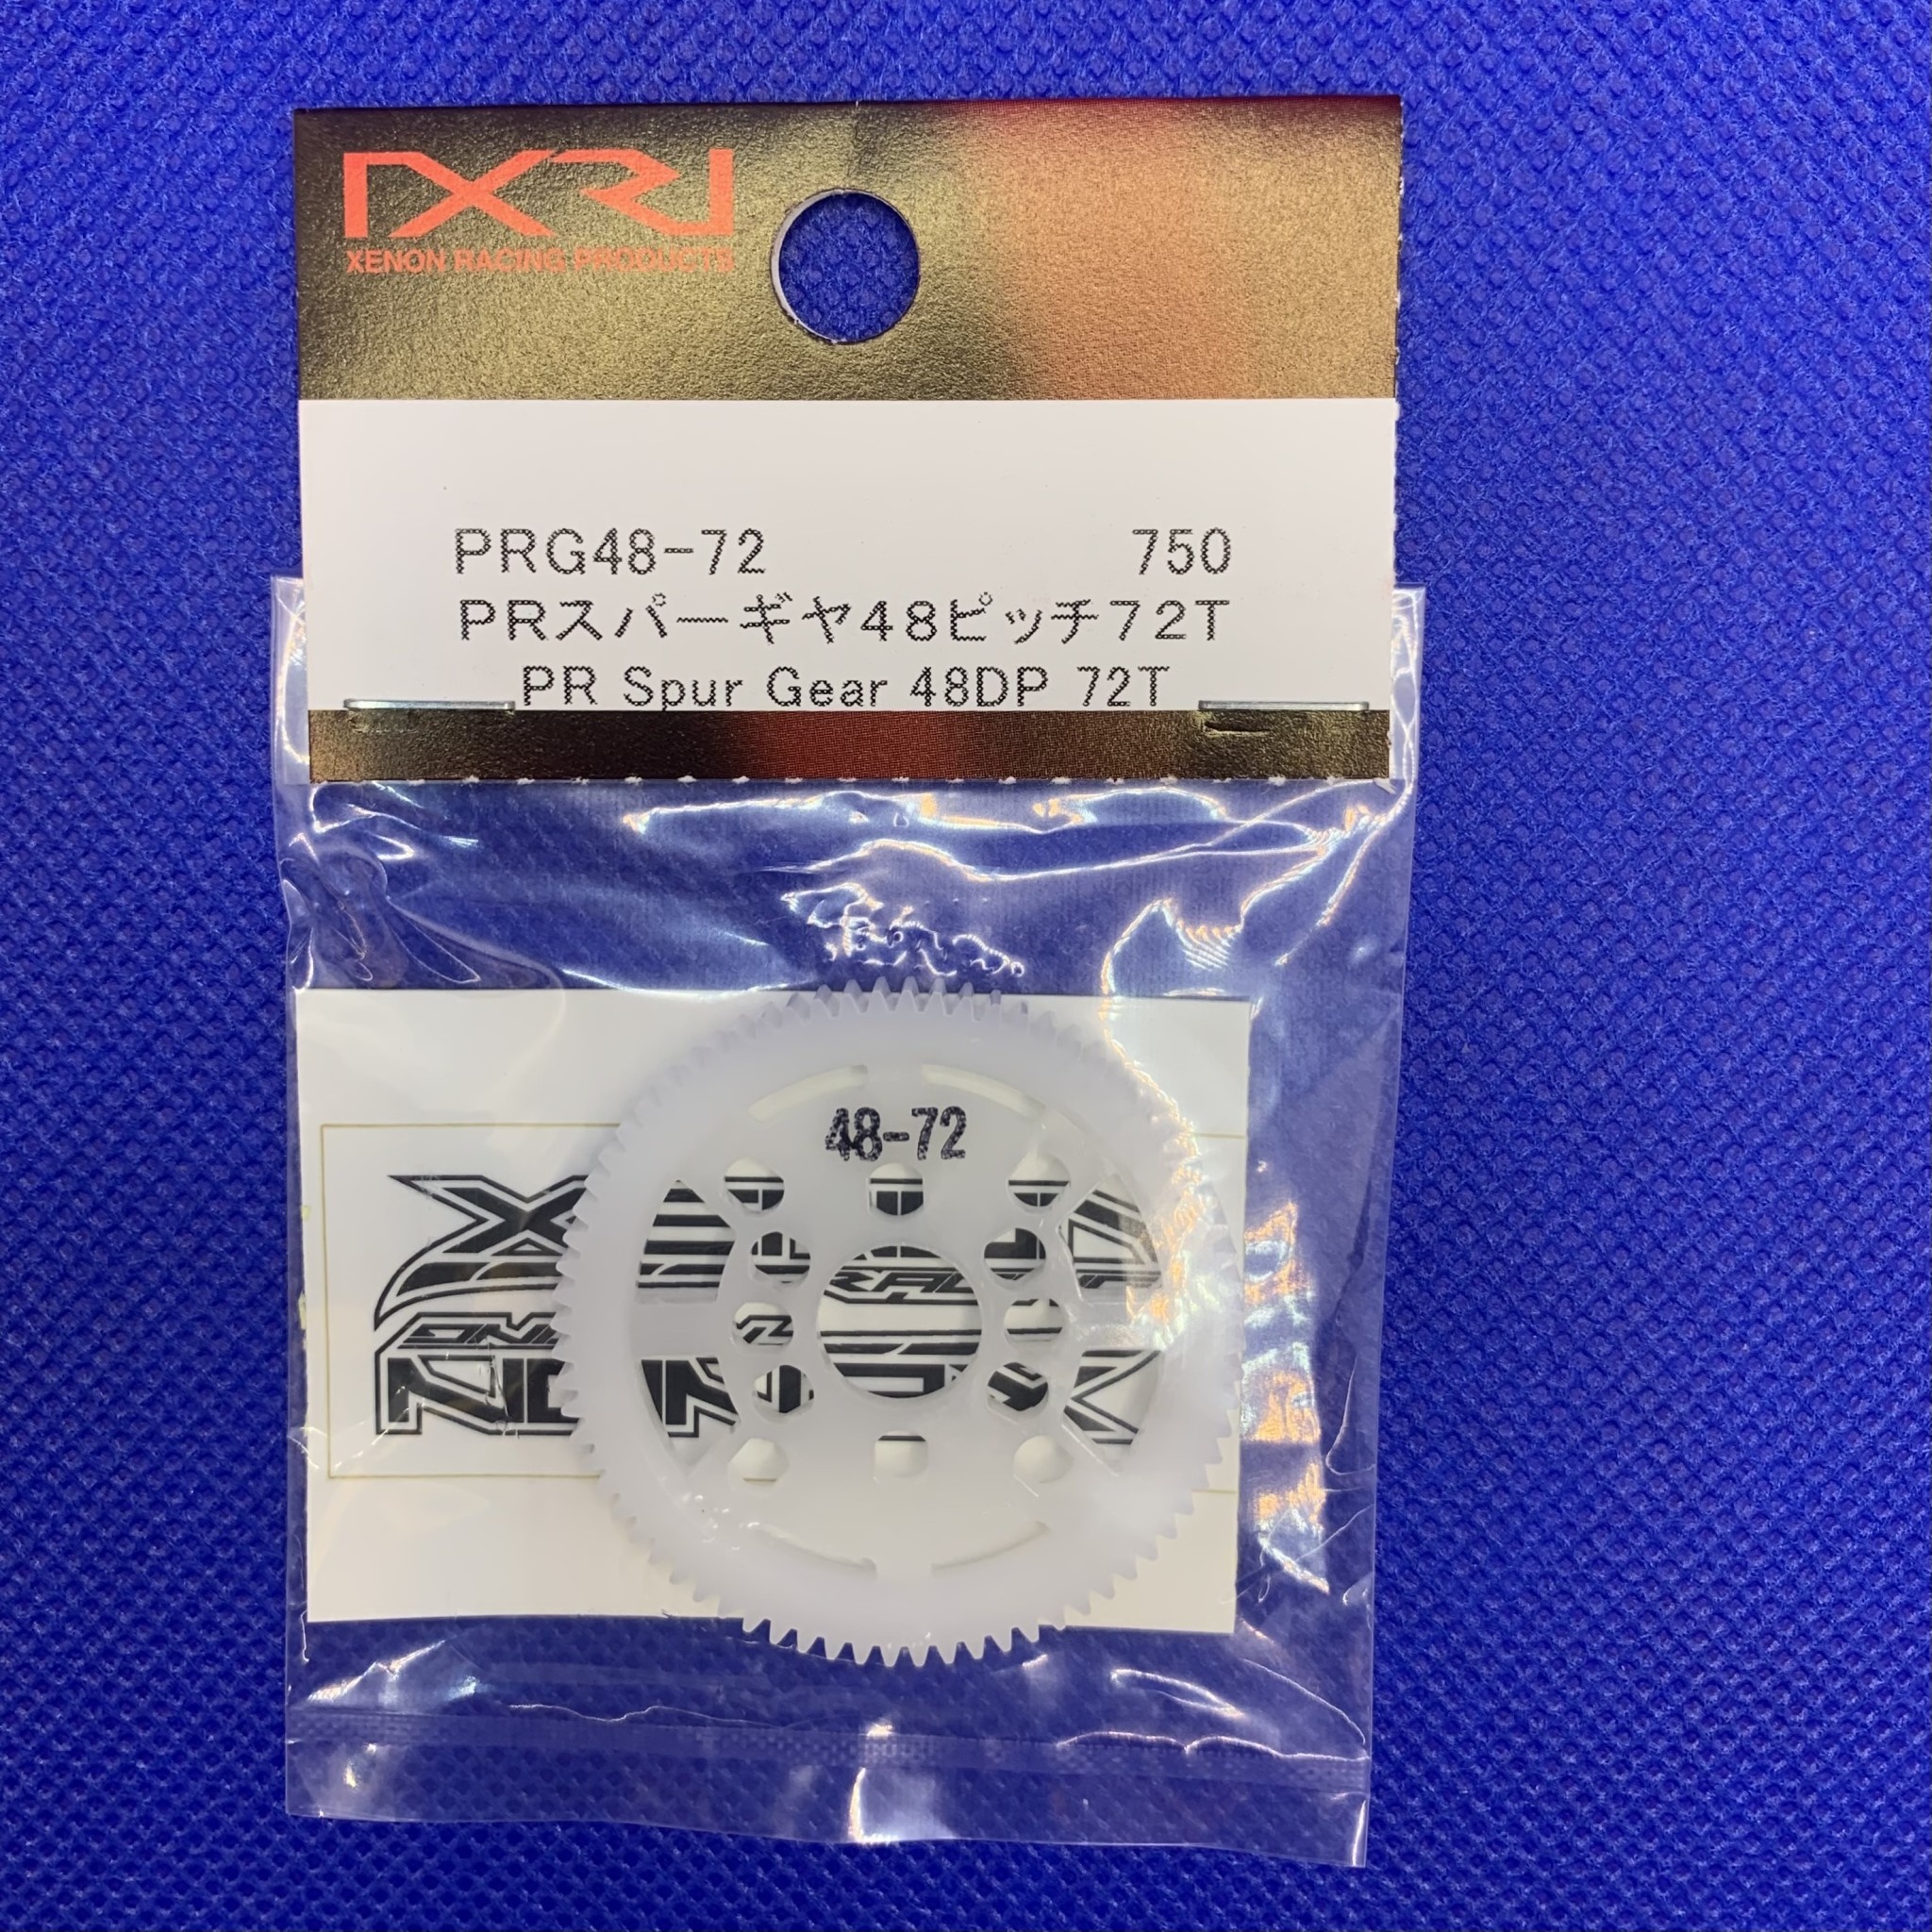 XR
XENON RACING PRODUCTS
PRG48-72 750
PRスパーギヤ48ピッチ72T
PR Spur Gear 48DP 72T
48-72